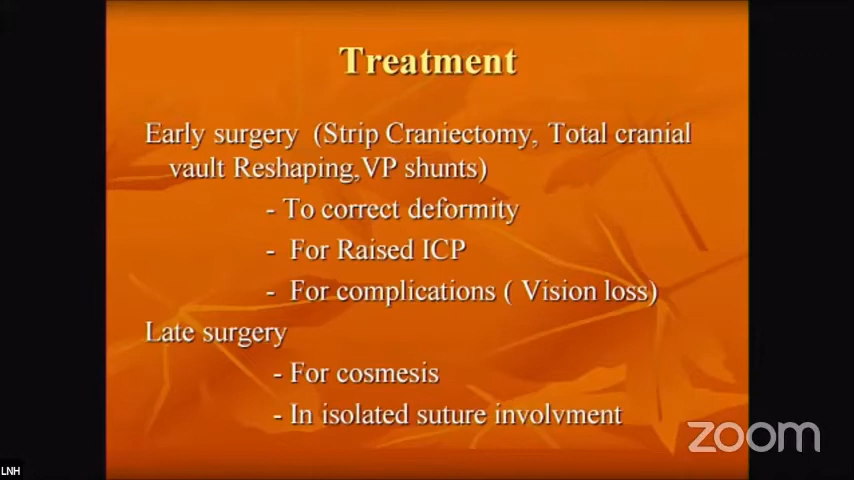 Treatment
Early surgery (Strip Craniectomy, Total cranial
vault Reshaping,VP shunts)
- To correct deformity
- For Raised ICP
- For complications ( Vision loss)
Late surgery
- For cosmesis
- In isolated suture involvment
zoom
LNH